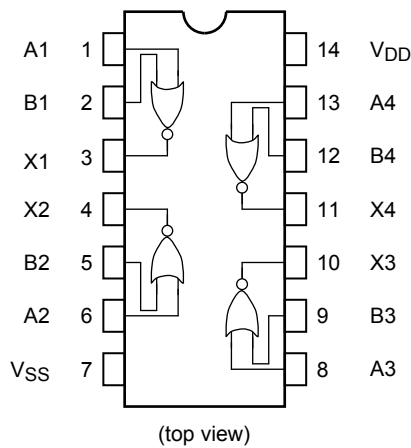 A1 1 14 VDD
B1 2 13 A4
X1 3 12 B4
X2 4 11 X4
B2 5 10 X3
A2 6 9 B3
VSS 7 8 A3
(top view)